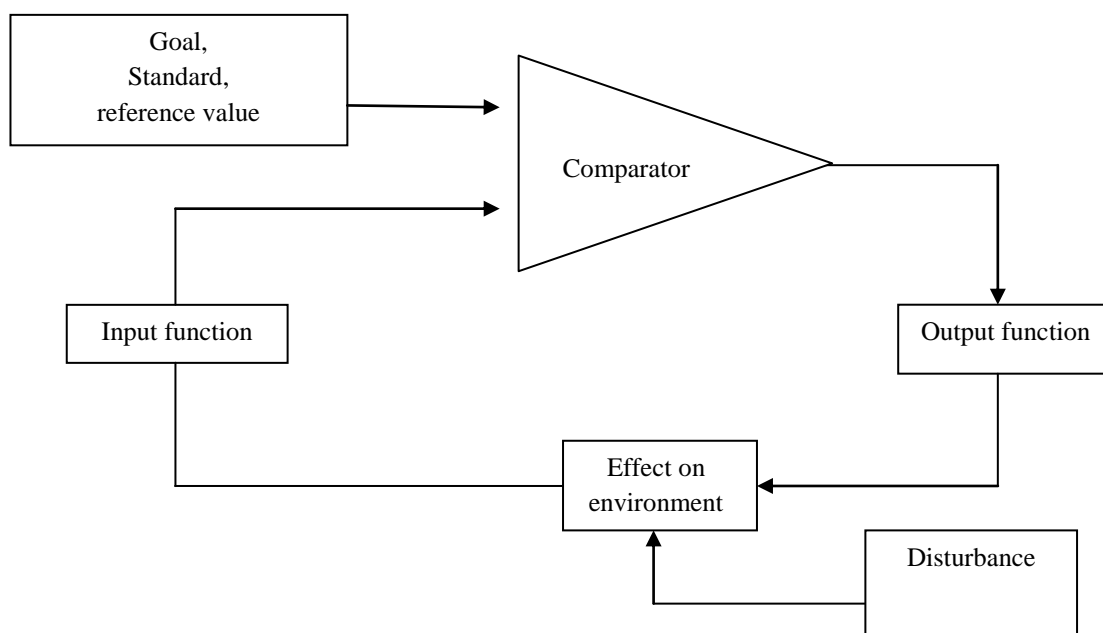 Goal,
Standard,
reference value
Comparator
Input function
Output function
Effect on
environment
Disturbance